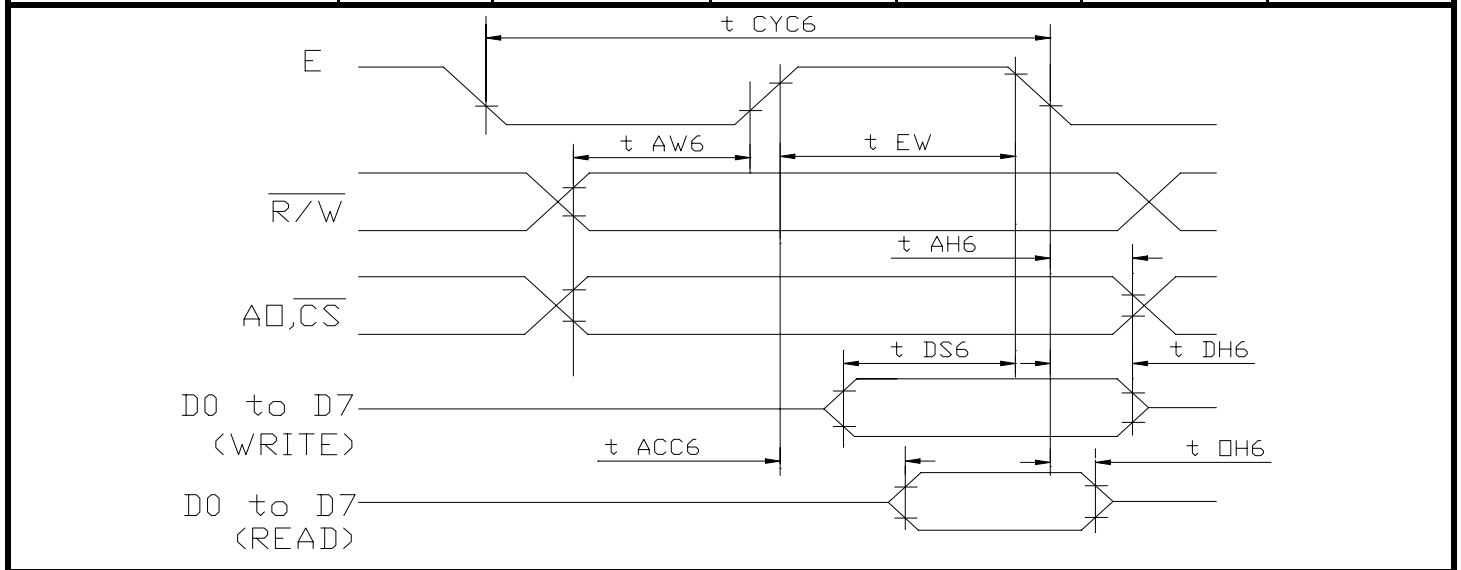 t CYC6
E
t AW6
t EW
R/W
t AH6
A0,CS
t DS6
t DH6
D0 to D7
(WRITE)
t ACC6
t OH6
D0 to D7
(READ)